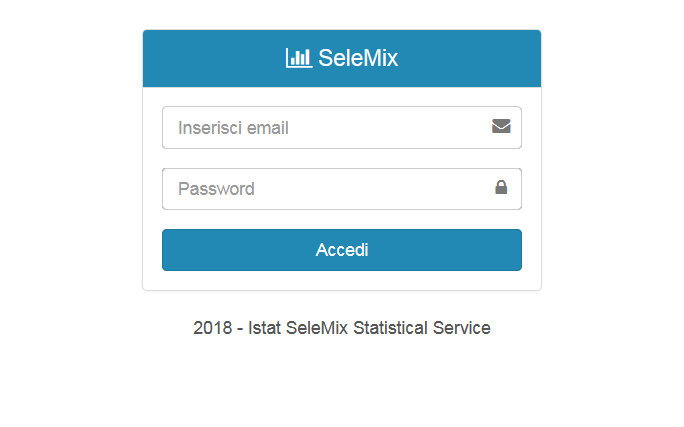 SeleMix
Inserisci email
Password
Accedi
2018 - Istat SeleMix Statistical Service